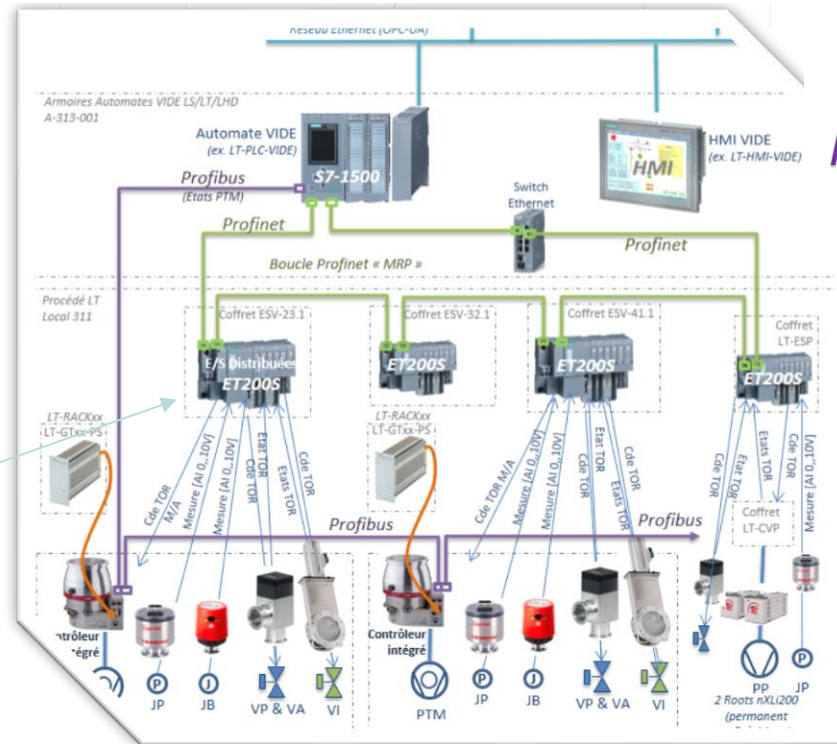 Réseau Ethernet (OPC-UA)
Armoires Automates VIDE LS/LT/LHD
A-313-001
Automate VIDE
(ex. LT-PLC-VIDE)
S7-1500
HMI VIDE
(ex. LT-HMI-VIDE)
HMI
Profibus
(Etats PTM)
Switch
Ethernet
Profinet
Profinet
Boucle Profinet « MRP »
Procédé LT
Local 311
Coffret ESV-23.1
Coffret ESV-32.1
Coffret ESV-41.1
Coffret
LT-ESP
E/S Distribuées
ET200S
ET200S
ET200S
ET200S
LT-RACKxx
LT-GTxx-PS
LT-RACKxx
LT-GTxx-PS
Cde TOR
M/A
Mesure [AI 0..10V]
Mesure [AI 0..10V]
Cde TOR
Etat TOR
Etats TOR
Cde TOR
Cde TOR M/A
Mesure [AI 0..10V]
Mesure [AI 0..10V]
Cde TOR
Etat TOR
Etats TOR
Cde TOR
Cde TOR
Etat TOR
Etats TOR
Cde TOR
Mesure [AI 0..10V]
Coffret
LT-CVP
Profibus
Profibus
ntrôleur
tégré
Contrôleur
intégré
P
JP
J
JB
VP & VA
VI
PTM
P
JP
J
JB
VP & VA
VI
PP
P
JP
2 Roots nXLi200
(permanent